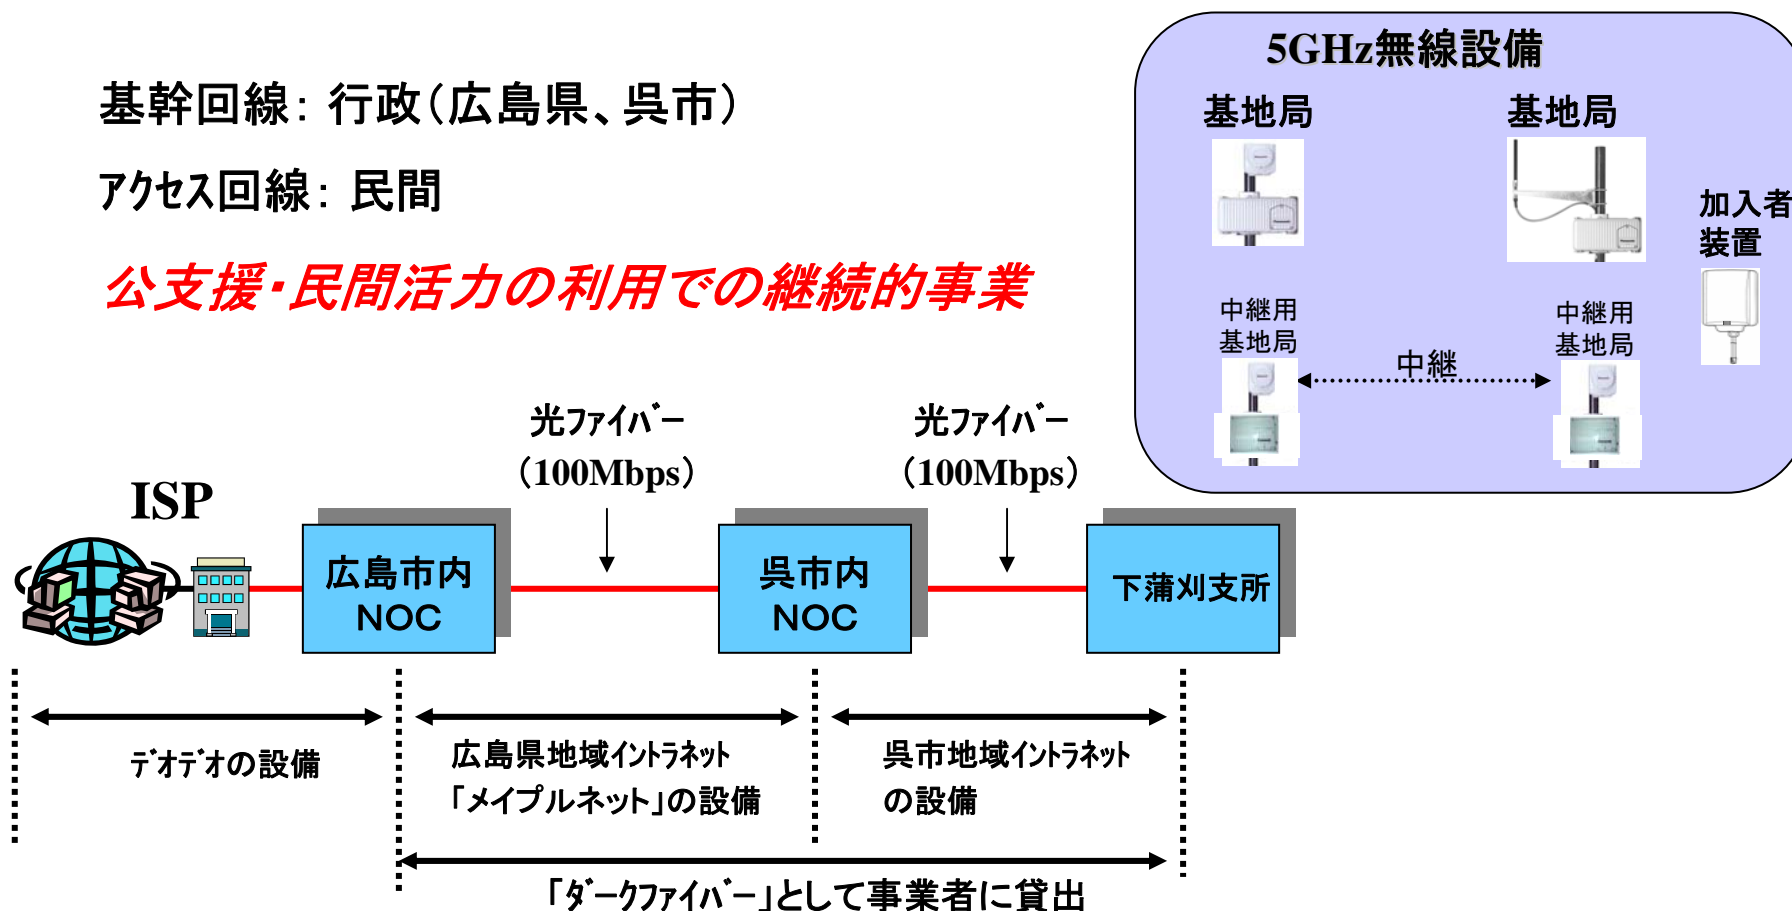 基幹回線：行政（広島県、呉市）
アクセス回線：民間
公支援・民間活力の利用での継続的事業
5GHz無線設備
基地局
基地局
加入者
装置
中継用
基地局
中継
中継用
基地局
光ファイバー
（100Mbps）
光ファイバー
（100Mbps）
ISP
広島市内
ＮＯＣ
呉市内
ＮＯＣ
下蒲刈支所
デオデオの設備
広島県地域イントラネット
「メイプルネット」の設備
呉市地域イントラネット
の設備
「ダークファイバー」として事業者に貸出